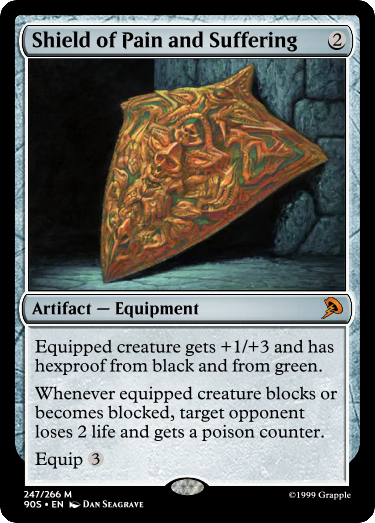 Shield of Pain and Suffering 2
Artifact — Equipment
Equipped creature gets +1/+3 and has
hexproof from black and from green.
Whenever equipped creature blocks or
becomes blocked, target opponent
loses 2 life and gets a poison counter.
Equip 3
247/266 M
90S • EN DAN SEAGRAVE
©1999 Grapple